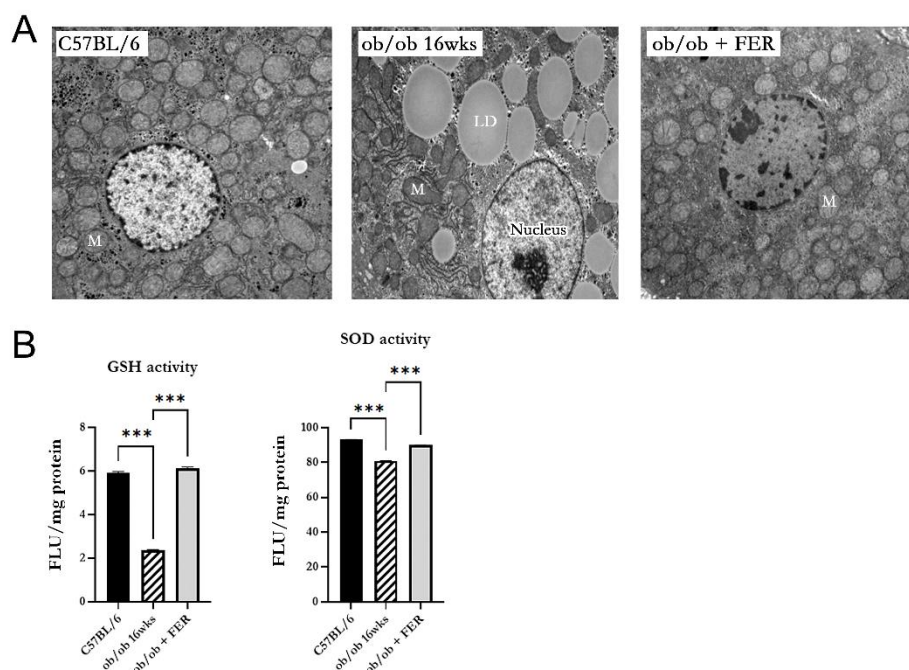 A
C57BL/6
M
ob/ob 16wks
LD
M
Nucleus
ob/ob + FER
M
B
GSH activity
***
***
FLU/mg protein
8
6
4
2
0
C57BL/6
ob/ob 16wks
ob/ob + FER
SOD activity
***
***
FLU/mg protein
100
80
60
40
20
0
C57BL/6
ob/ob 16wks
ob/ob + FER